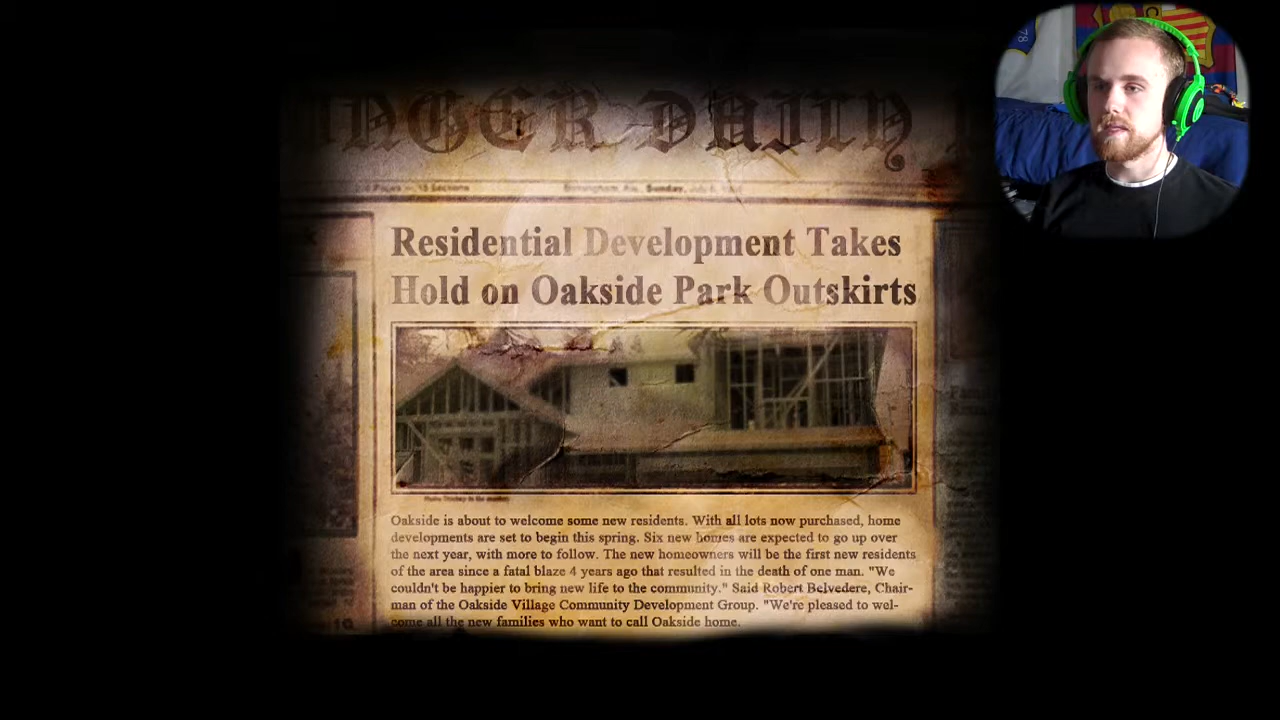 DAILY
Sunday,
Residential Development Takes
Hold on Oakside Park Outskirts
Oakside is about to welcome some new residents. With all lots now purchased, home
developments are set to begin this spring. Six new homes are expected to go up over
the next year, with more to follow. The new homeowners will be the first new residents
of the area since a fatal blaze 4 years ago that resulted in the death of one man. "We
couldn't be happier to bring new life to the community." Said Robert Belvedere, Chair-
man of the Oakside Village Community Development Group. "We're pleased to wel-
come all the new families who want to call Oakside home.